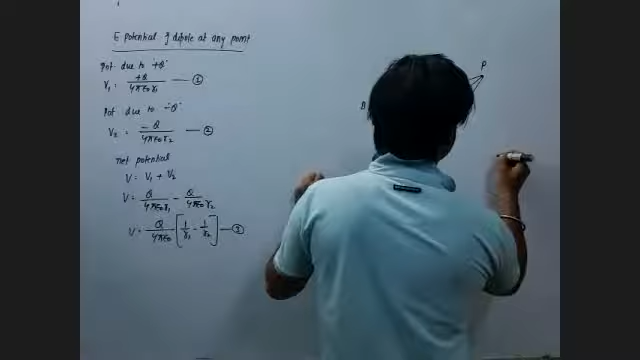 E potential of dipole at any point
Pot due to +Q
V₁ = +Q / 4πε₀r₁ —— ①
Pot due to -Q
V₂ = -Q / 4πε₀r₂ —— ②
net potential
V = V₁ + V₂
V = Q / 4πε₀r₁ - Q / 4πε₀r₂
V = Q / 4πε₀ [ 1/r₁ - 1/r₂ ] —— ③
P